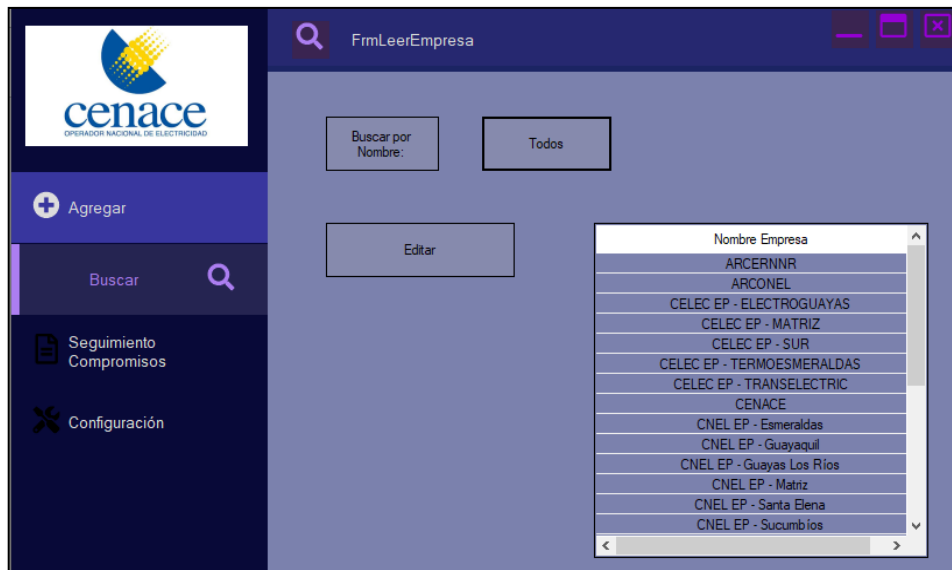 cenace
OPERADOR NACIONAL DE ELECTRICIDAD
FrmLeerEmpresa
Agregar
Buscar
Seguimiento
Compromisos
Configuración
Buscar por
Nombre:
Todos
Editar
Nombre Empresa
ARCERNNR
ARCONEL
CELEC EP - ELECTROGUAYAS
CELEC EP - MATRIZ
CELEC EP - SUR
CELEC EP - TERMOESMERALDAS
CELEC EP - TRANSELECTRIC
CENACE
CNEL EP - Esmeraldas
CNEL EP - Guayaquil
CNEL EP - Guayas Los Ríos
CNEL EP - Matriz
CNEL EP - Santa Elena
CNEL EP - Sucumbíos